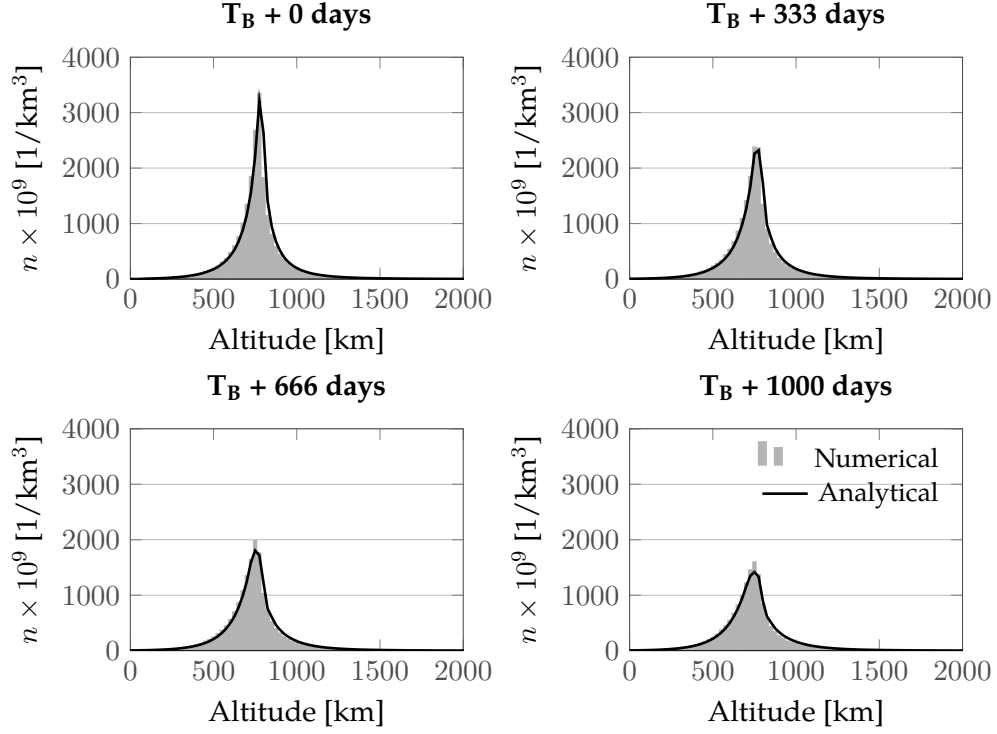 T_B + 0 days
4000
3000
2000
1000
0
n × 10^9 [1/km^3]
0 500 1000 1500 2000
Altitude [km]
T_B + 333 days
4000
3000
2000
1000
0
n × 10^9 [1/km^3]
0 500 1000 1500 2000
Altitude [km]
T_B + 666 days
4000
3000
2000
1000
0
n × 10^9 [1/km^3]
0 500 1000 1500 2000
Altitude [km]
T_B + 1000 days
4000
3000
2000
1000
0
n × 10^9 [1/km^3]
Numerical
Analytical
0 500 1000 1500 2000
Altitude [km]